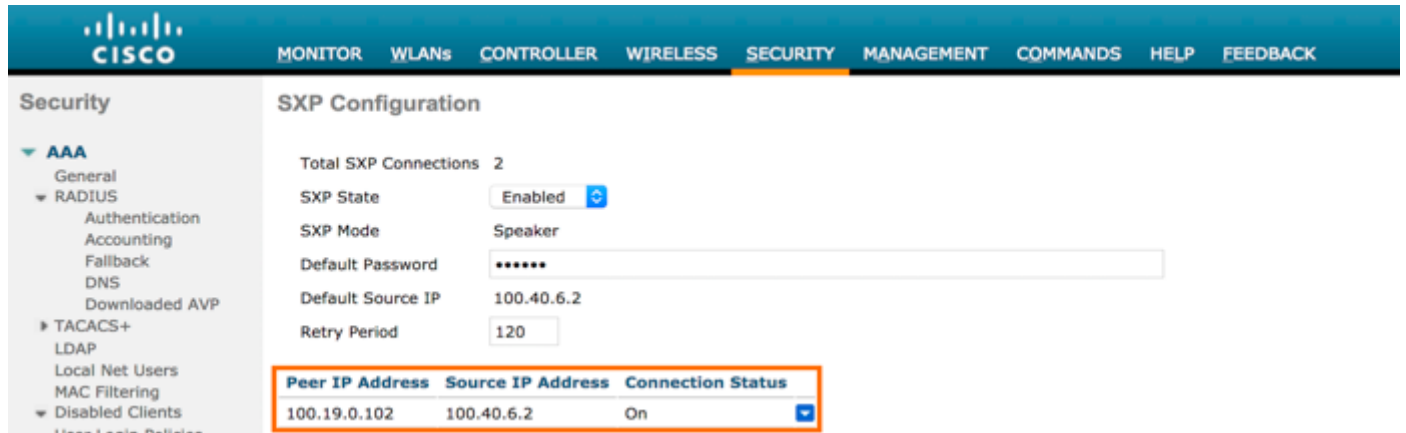 CISCO
MONITOR WLANs CONTROLLER WIRELESS SECURITY MANAGEMENT COMMANDS HELP FEEDBACK
Security
AAA
General
RADIUS
Authentication
Accounting
Fallback
DNS
Downloaded AVP
TACACS+
LDAP
Local Net Users
MAC Filtering
Disabled Clients
SXP Configuration
Total SXP Connections 2
SXP State Enabled
SXP Mode Speaker
Default Password ••••••
Default Source IP 100.40.6.2
Retry Period 120
Peer IP Address Source IP Address Connection Status
100.19.0.102 100.40.6.2 On